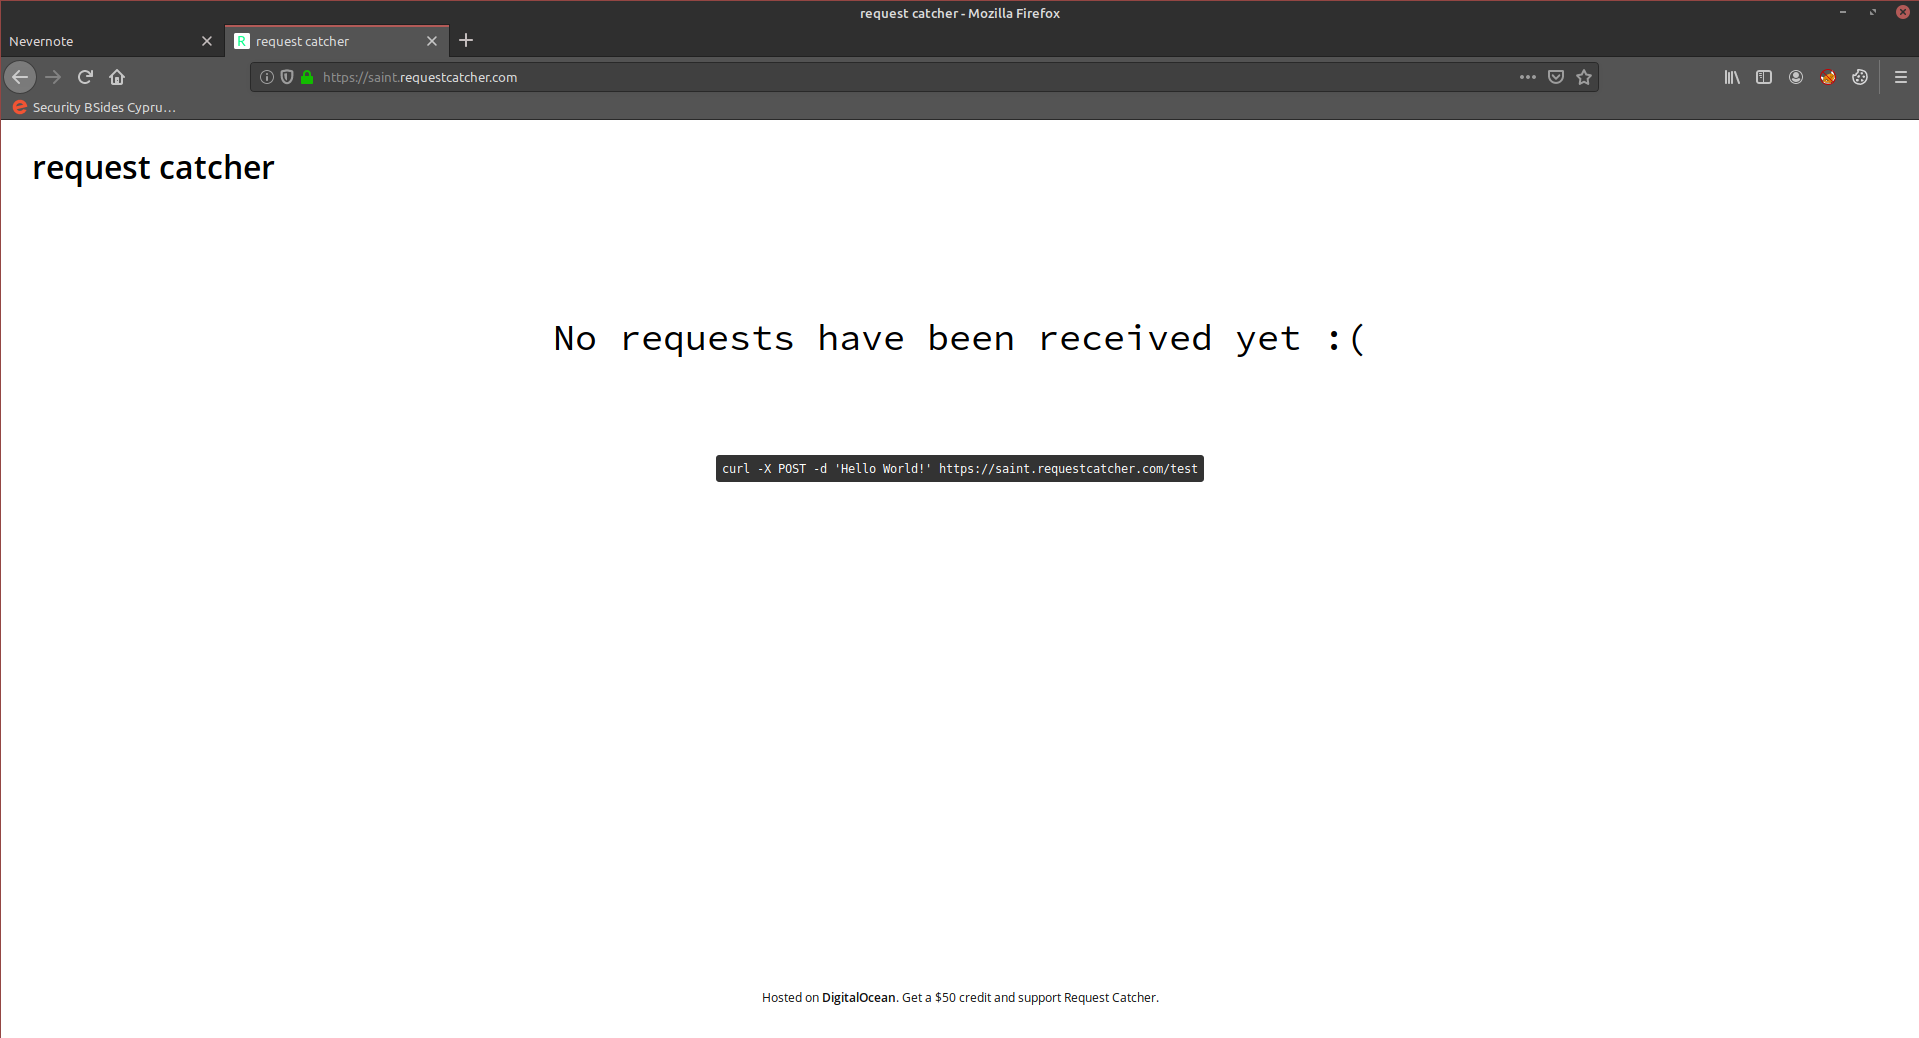 request catcher - Mozilla Firefox
Nevernote
request catcher
https://saint.requestcatcher.com
Security BSides Cypru...
request catcher
No requests have been received yet :(
curl -X POST -d 'Hello World!' https://saint.requestcatcher.com/test
Hosted on DigitalOcean. Get a $50 credit and support Request Catcher.